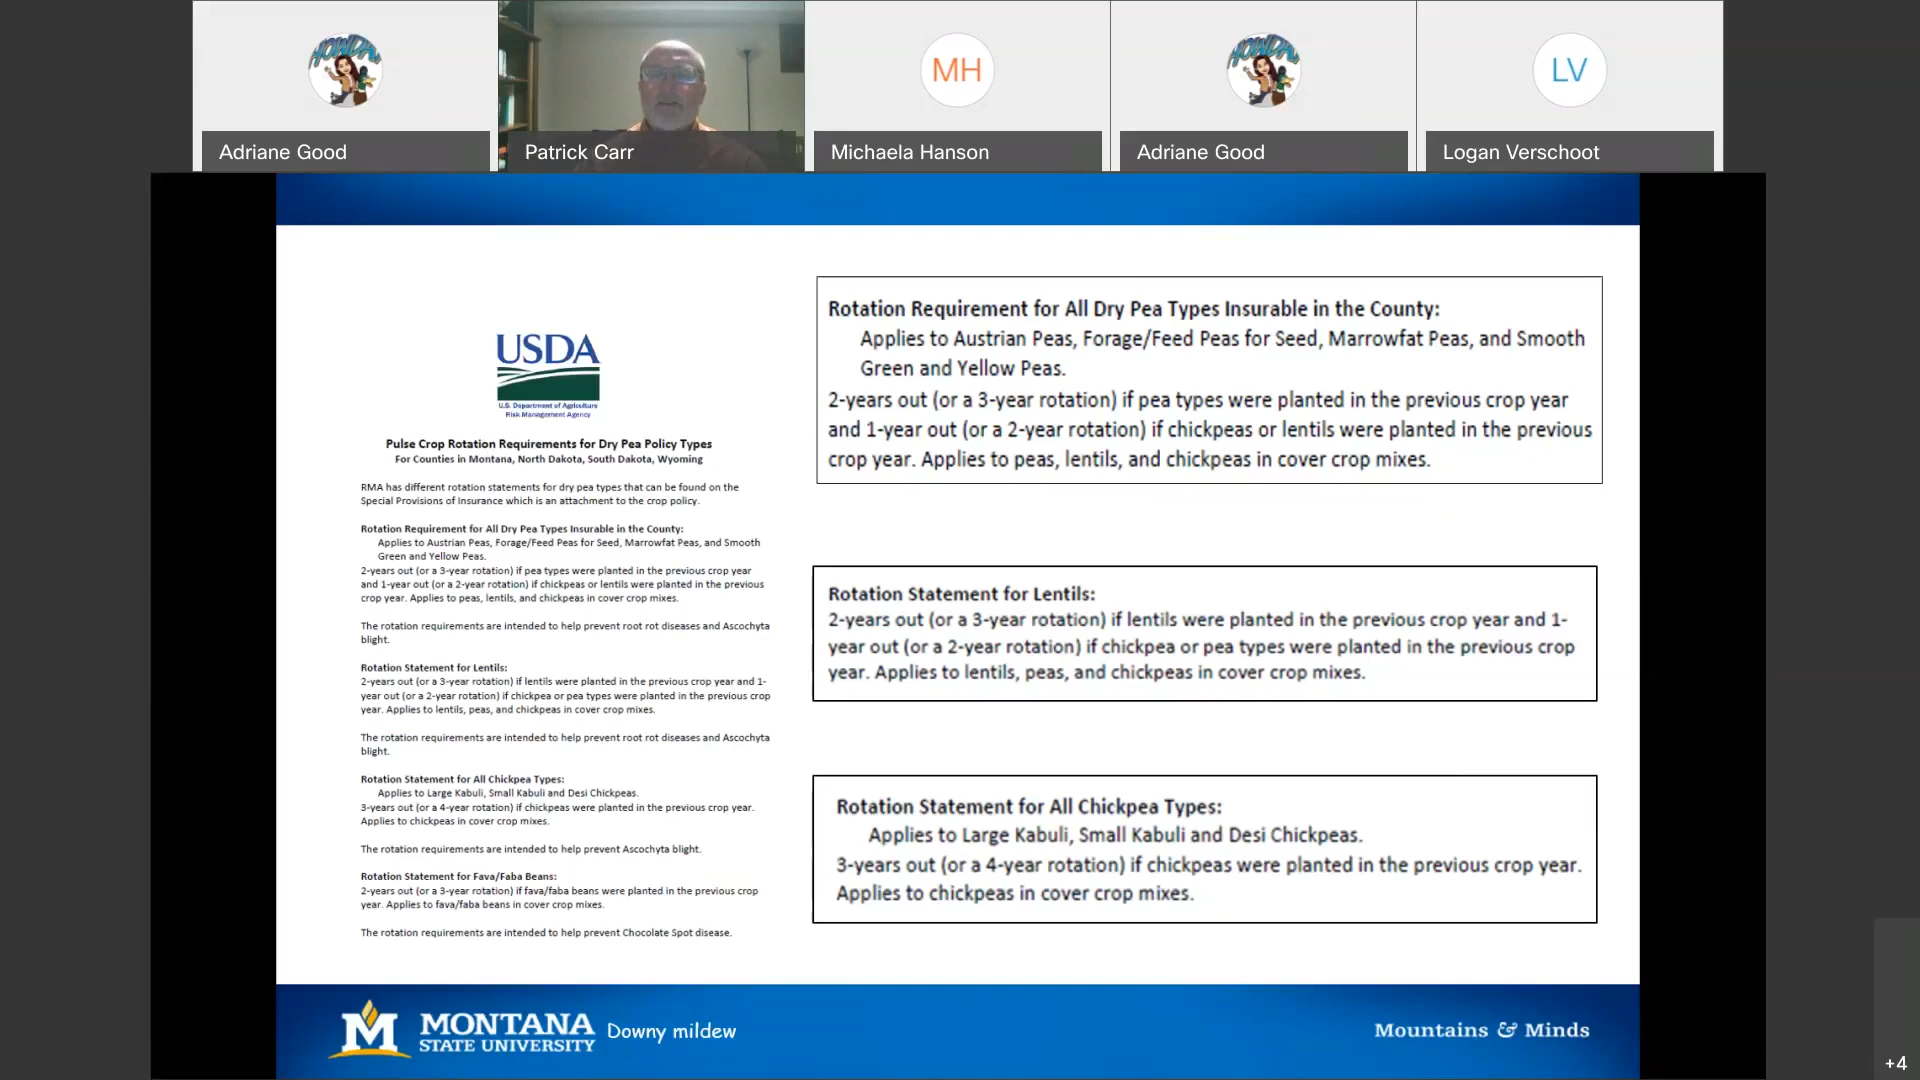 HOWDY
MH
HOWDY
LV
Adriane Good
Patrick Carr
Michaela Hanson
Adriane Good
Logan Verschoot
USDA
U.S. Department of Agriculture
Risk Management Agency
Pulse Crop Rotation Requirements for Dry Pea Policy Types
For Counties in Montana, North Dakota, South Dakota, Wyoming
RMA has different rotation statements for dry pea types that can be found on the
Special Provisions of Insurance which is an attachment to the crop policy.
Rotation Requirement for All Dry Pea Types Insurable in the County:
Applies to Austrian Peas, Forage/Feed Peas for Seed, Marrowfat Peas, and Smooth
Green and Yellow Peas.
2-years out (or a 3-year rotation) if pea types were planted in the previous crop year
and 1-year out (or a 2-year rotation) if chickpeas or lentils were planted in the previous
crop year. Applies to peas, lentils, and chickpeas in cover crop mixes.
The rotation requirements are intended to help prevent root rot diseases and Ascochyta
blight.
Rotation Statement for Lentils:
2-years out (or a 3-year rotation) if lentils were planted in the previous crop year and 1-
year out (or a 2-year rotation) if chickpea or pea types were planted in the previous crop
year. Applies to lentils, peas, and chickpeas in cover crop mixes.
The rotation requirements are intended to help prevent root rot diseases and Ascochyta
blight.
Rotation Statement for All Chickpea Types:
Applies to Large Kabuli, Small Kabuli and Desi Chickpeas.
3-years out (or a 4-year rotation) if chickpeas were planted in the previous crop year.
Applies to chickpeas in cover crop mixes.
The rotation requirements are intended to help prevent Ascochyta blight.
Rotation Statement for Fava/Faba Beans:
2-years out (or a 3-year rotation) if fava/faba beans were planted in the previous crop
year. Applies to fava/faba beans in cover crop mixes.
The rotation requirements are intended to help prevent Chocolate Spot disease.
Rotation Requirement for All Dry Pea Types Insurable in the County:
Applies to Austrian Peas, Forage/Feed Peas for Seed, Marrowfat Peas, and Smooth
Green and Yellow Peas.
2-years out (or a 3-year rotation) if pea types were planted in the previous crop year
and 1-year out (or a 2-year rotation) if chickpeas or lentils were planted in the previous
crop year. Applies to peas, lentils, and chickpeas in cover crop mixes.
Rotation Statement for Lentils:
2-years out (or a 3-year rotation) if lentils were planted in the previous crop year and 1-
year out (or a 2-year rotation) if chickpea or pea types were planted in the previous crop
year. Applies to lentils, peas, and chickpeas in cover crop mixes.
Rotation Statement for All Chickpea Types:
Applies to Large Kabuli, Small Kabuli and Desi Chickpeas.
3-years out (or a 4-year rotation) if chickpeas were planted in the previous crop year.
Applies to chickpeas in cover crop mixes.
M
MONTANA
STATE UNIVERSITY
Downy mildew
Mountains & Minds
+4